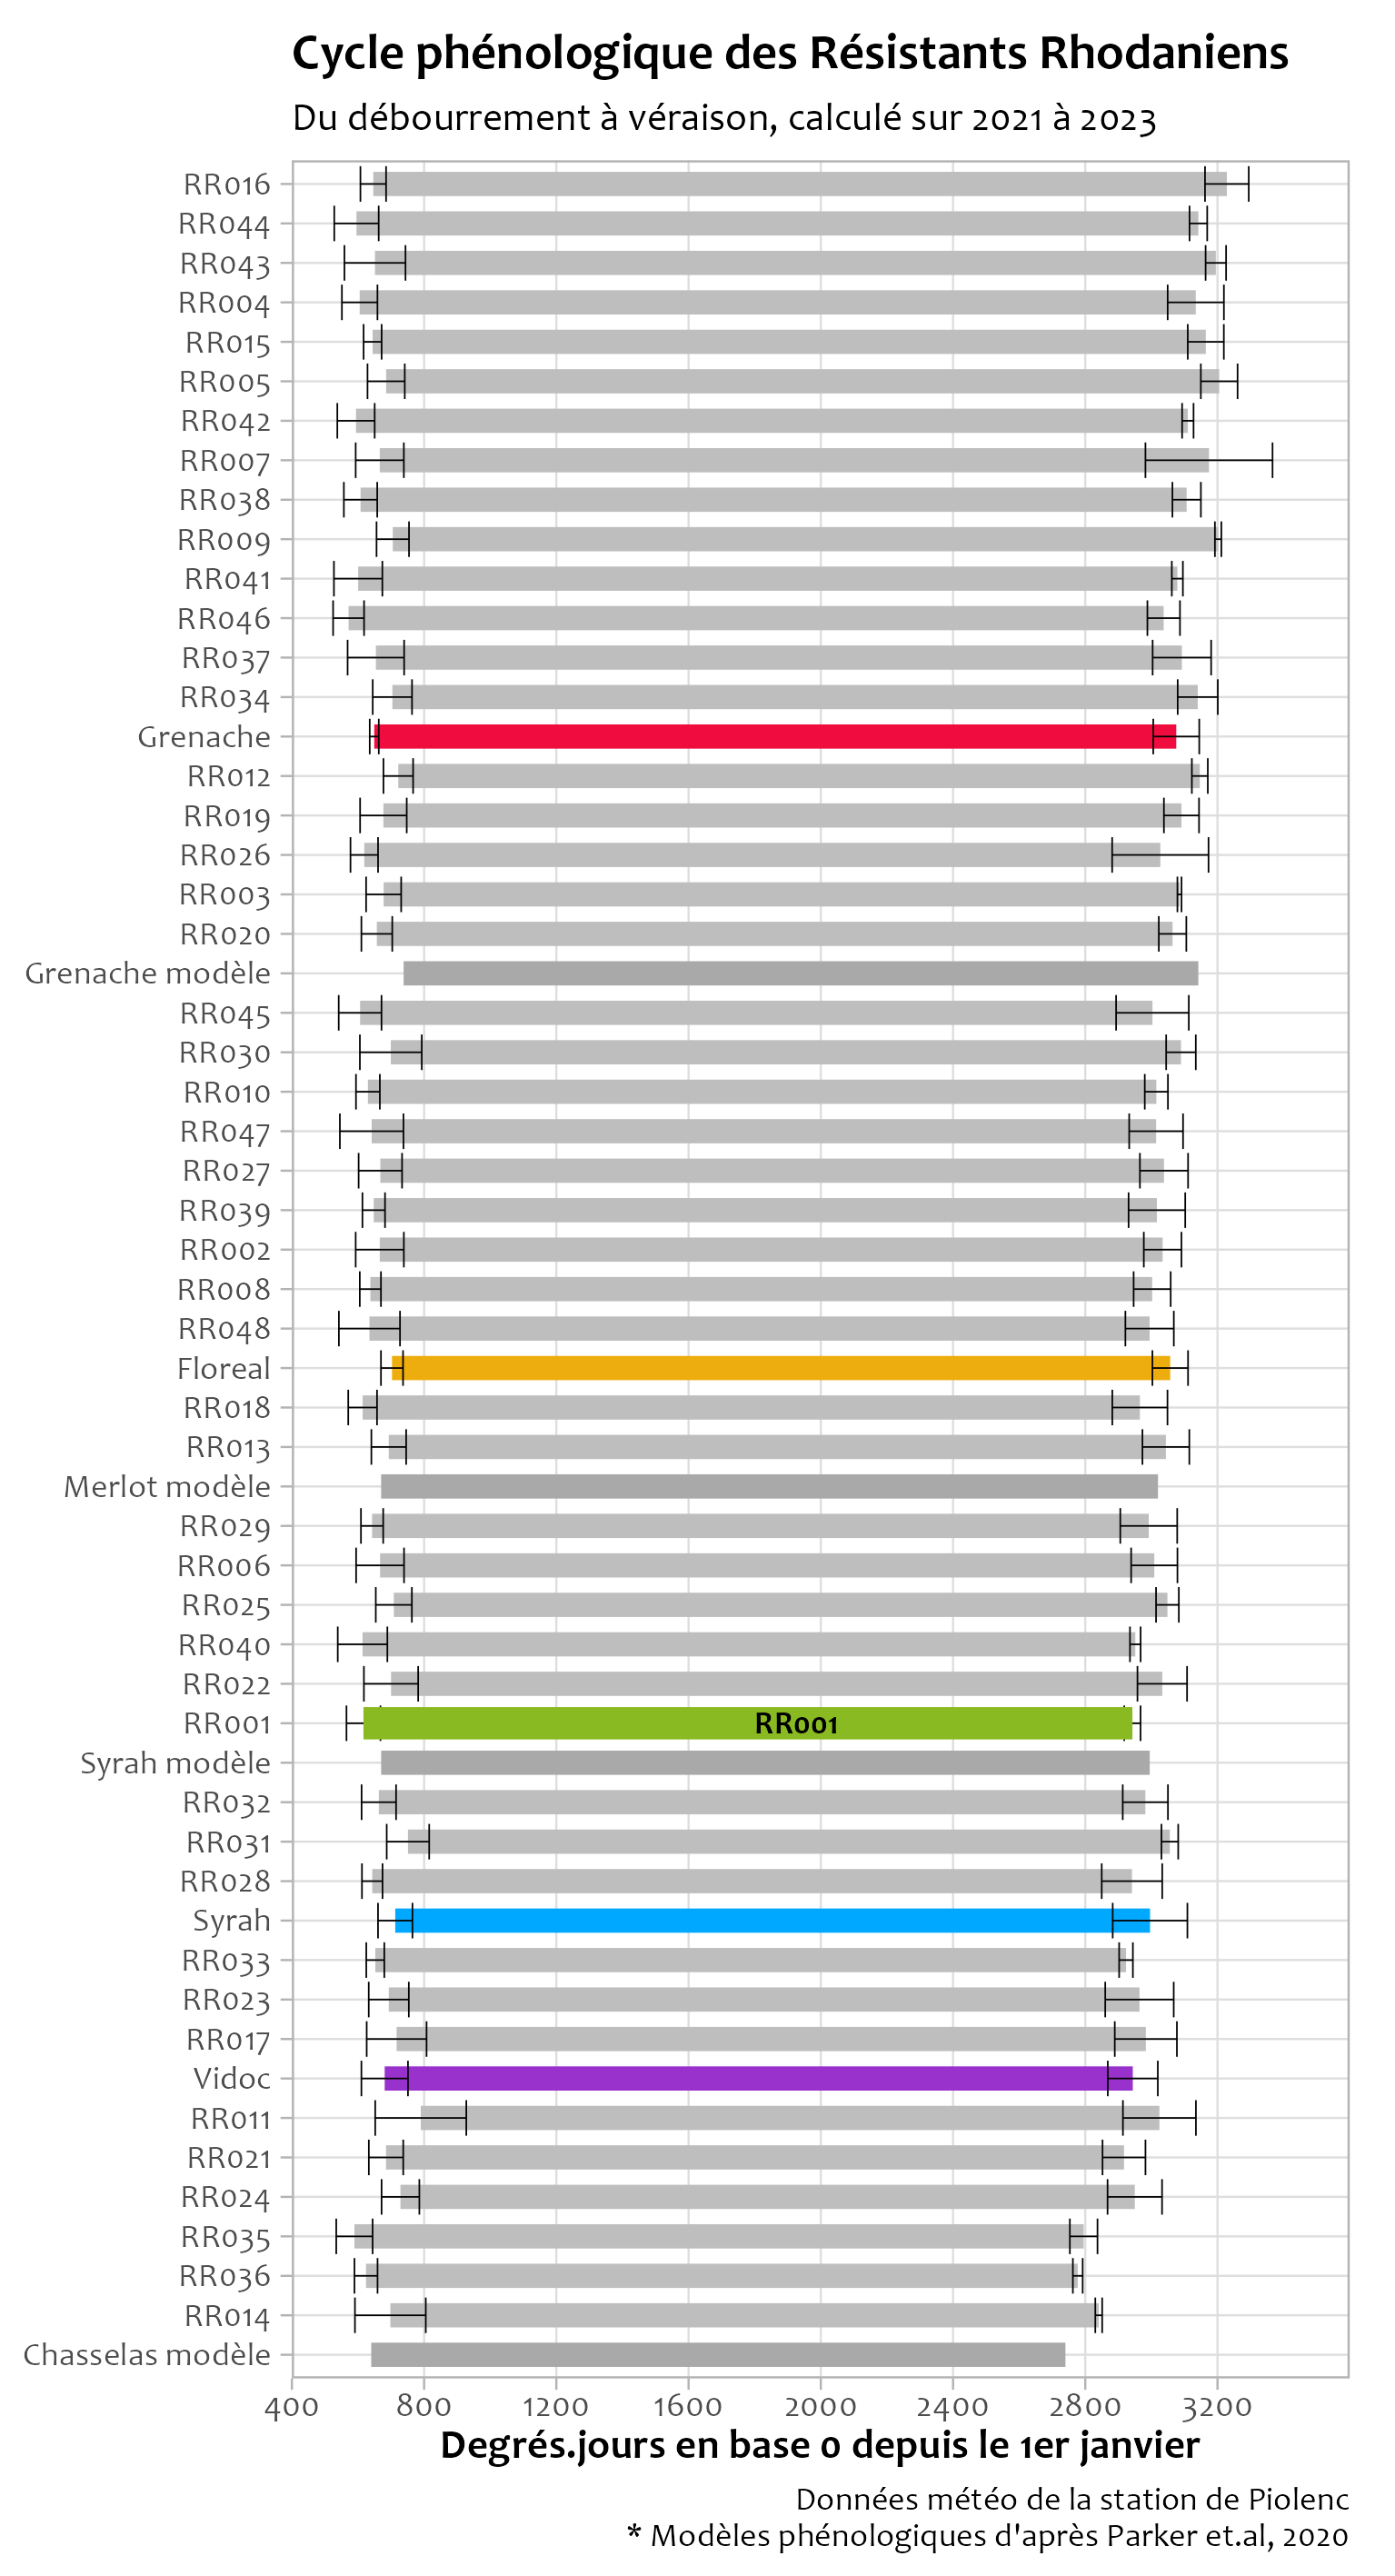 Cycle phénologique des Résistants Rhodaniens
Du débourrement à véraison, calculé sur 2021 à 2023
RR016
RR044
RR043
RR004
RR015
RR005
RR042
RR007
RR038
RR009
RR041
RR046
RR037
RR034
Grenache
RR012
RR019
RR026
RR003
RR020
Grenache modèle
RR045
RR030
RR010
RR047
RR027
RR039
RR002
RR008
RR048
Floreal
RR018
RR013
Merlot modèle
RR029
RR006
RR025
RR040
RR022
RR001 RR001
Syrah modèle
RR032
RR031
RR028
Syrah
RR033
RR023
RR017
Vidoc
RR011
RR021
RR024
RR035
RR036
RR014
Chasselas modèle
400 800 1200 1600 2000 2400 2800 3200
Degrés.jours en base 0 depuis le 1er janvier
Données météo de la station de Piolenc
* Modèles phénologiques d'après Parker et.al, 2020